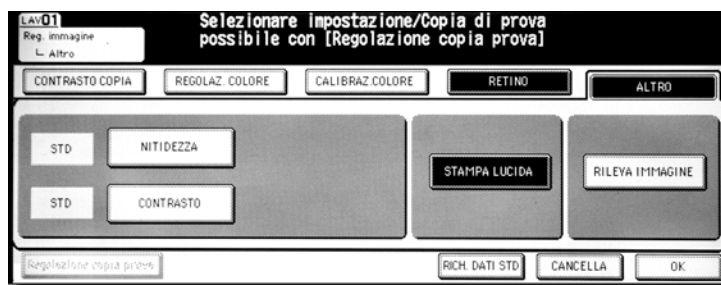 LAV01
Reg. immagine
Altro
Selezionare impostazione/Copia di prova
possibile con [Regolazione copia prova]
CONTRASTO COPIA REGOLAZ. COLORE CALIBRAZ.COLORE RETINO ALTRO
STD NITIDEZZA
STAMPA LUCIDA RILEVA IMMAGINE
STD CONTRASTO
Regolazione copia prova RICH. DATI STD CANCELLA OK